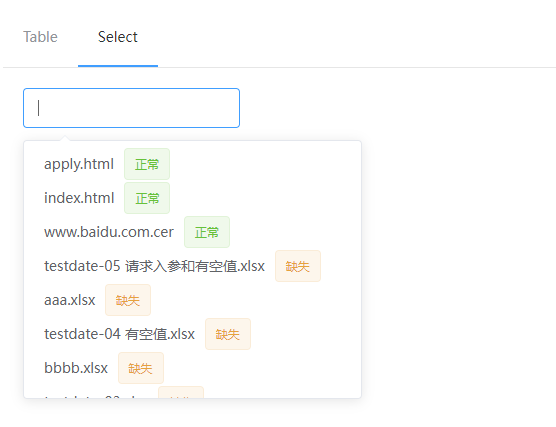 Table Select
apply.html 正常
index.html 正常
www.baidu.com.cer 正常
testdate-05 请求入参和有空值.xlsx 缺失
aaa.xlsx 缺失
testdate-04 有空值.xlsx 缺失
bbbb.xlsx 缺失